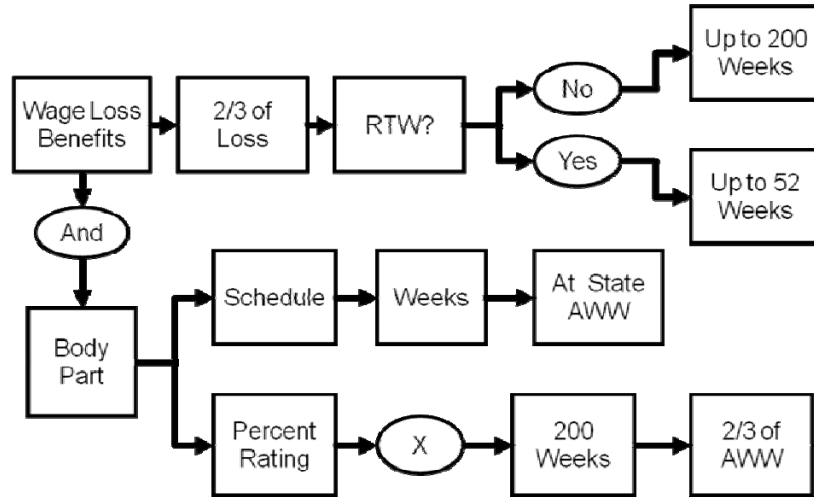 Wage Loss
Benefits
2/3 of
Loss
RTW?
No
Up to 200
Weeks
Yes
Up to 52
Weeks
And
Body
Part
Schedule
Weeks
At State
AWW
Percent
Rating
X
200
Weeks
2/3 of
AWW